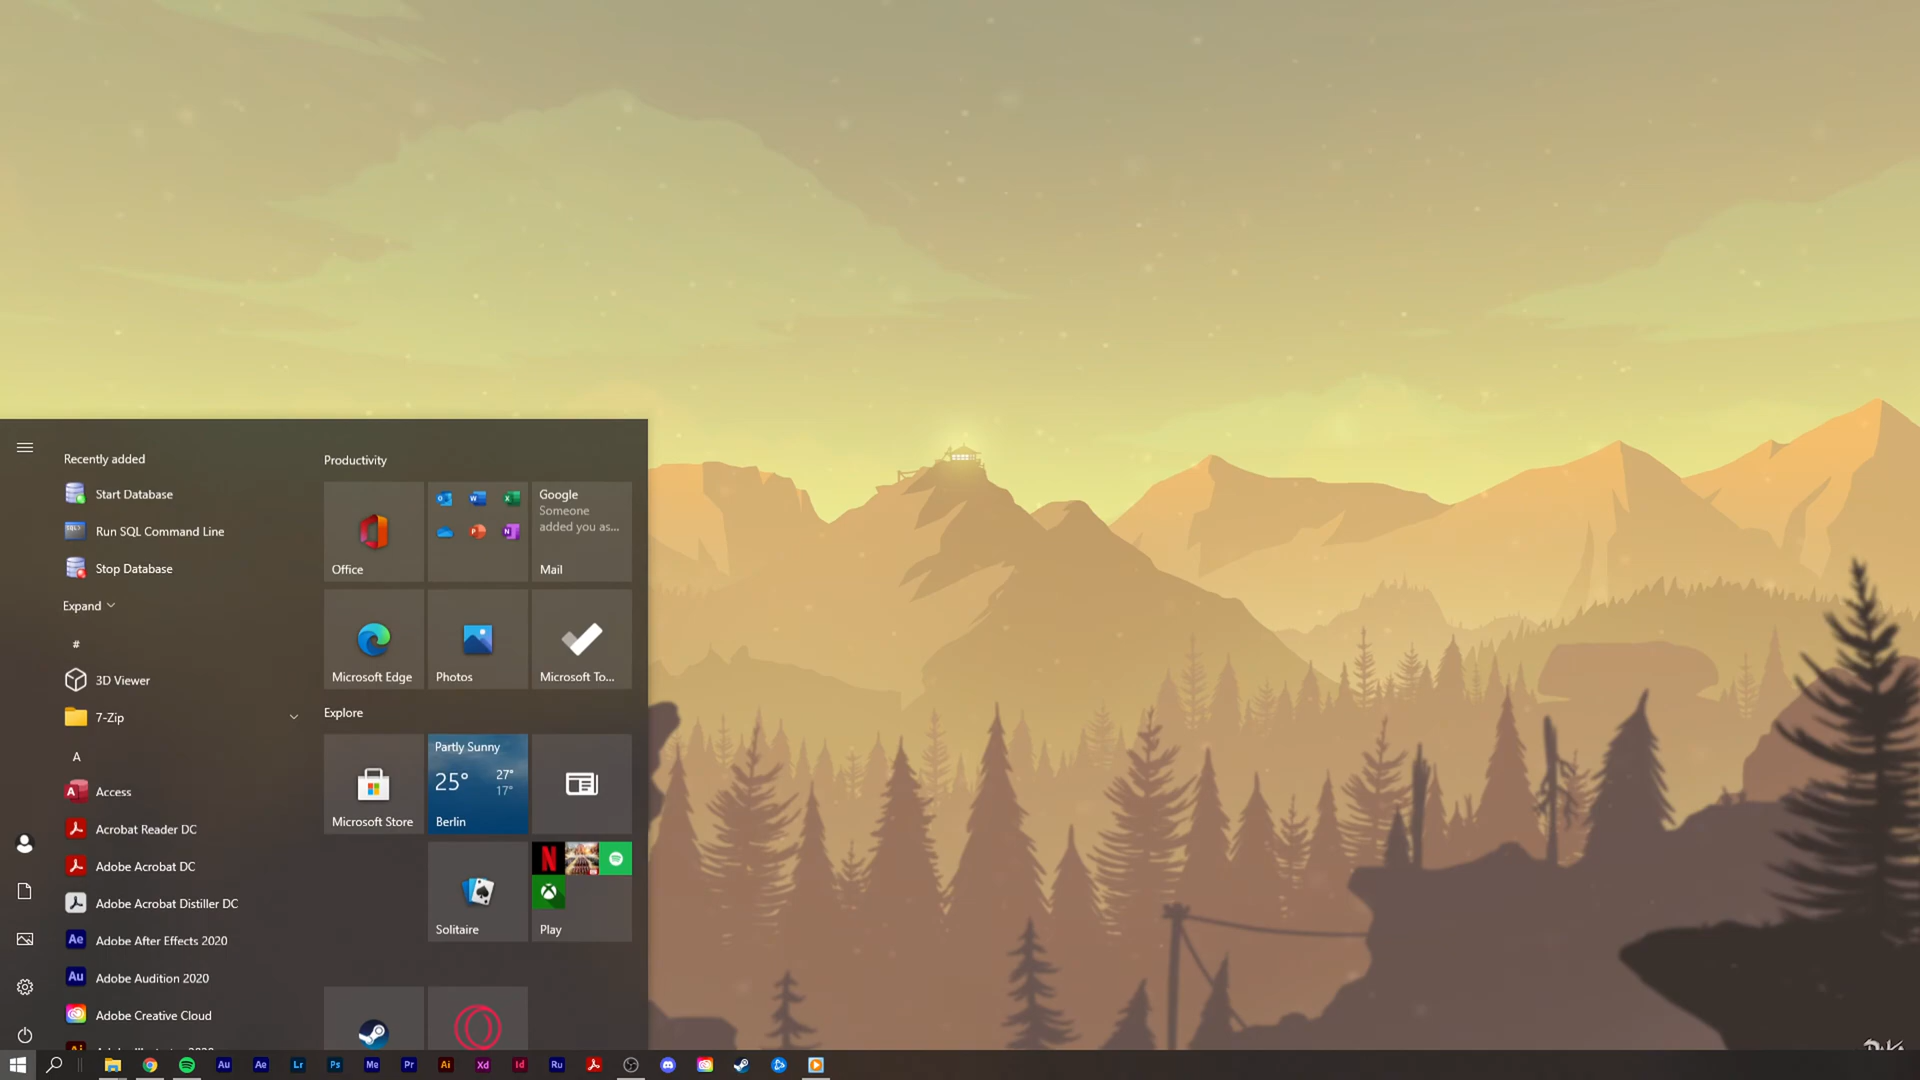 Recently added
Start Database
Run SQL Command Line
Stop Database
Expand
#
3D Viewer
7-Zip
A
Access
Acrobat Reader DC
Adobe Acrobat DC
Adobe Acrobat Distiller DC
Adobe After Effects 2020
Adobe Audition 2020
Adobe Creative Cloud
Productivity
Office
Google
Someone
added you as...
Mail
Microsoft Edge
Photos
Microsoft To...
Explore
Microsoft Store
Partly Sunny
25°
27°
17°
Berlin
Solitaire
Play
Ae
Au
Au
Ae
Lr
Ps
Me
Pr
Ai
Xd
Id
Ru